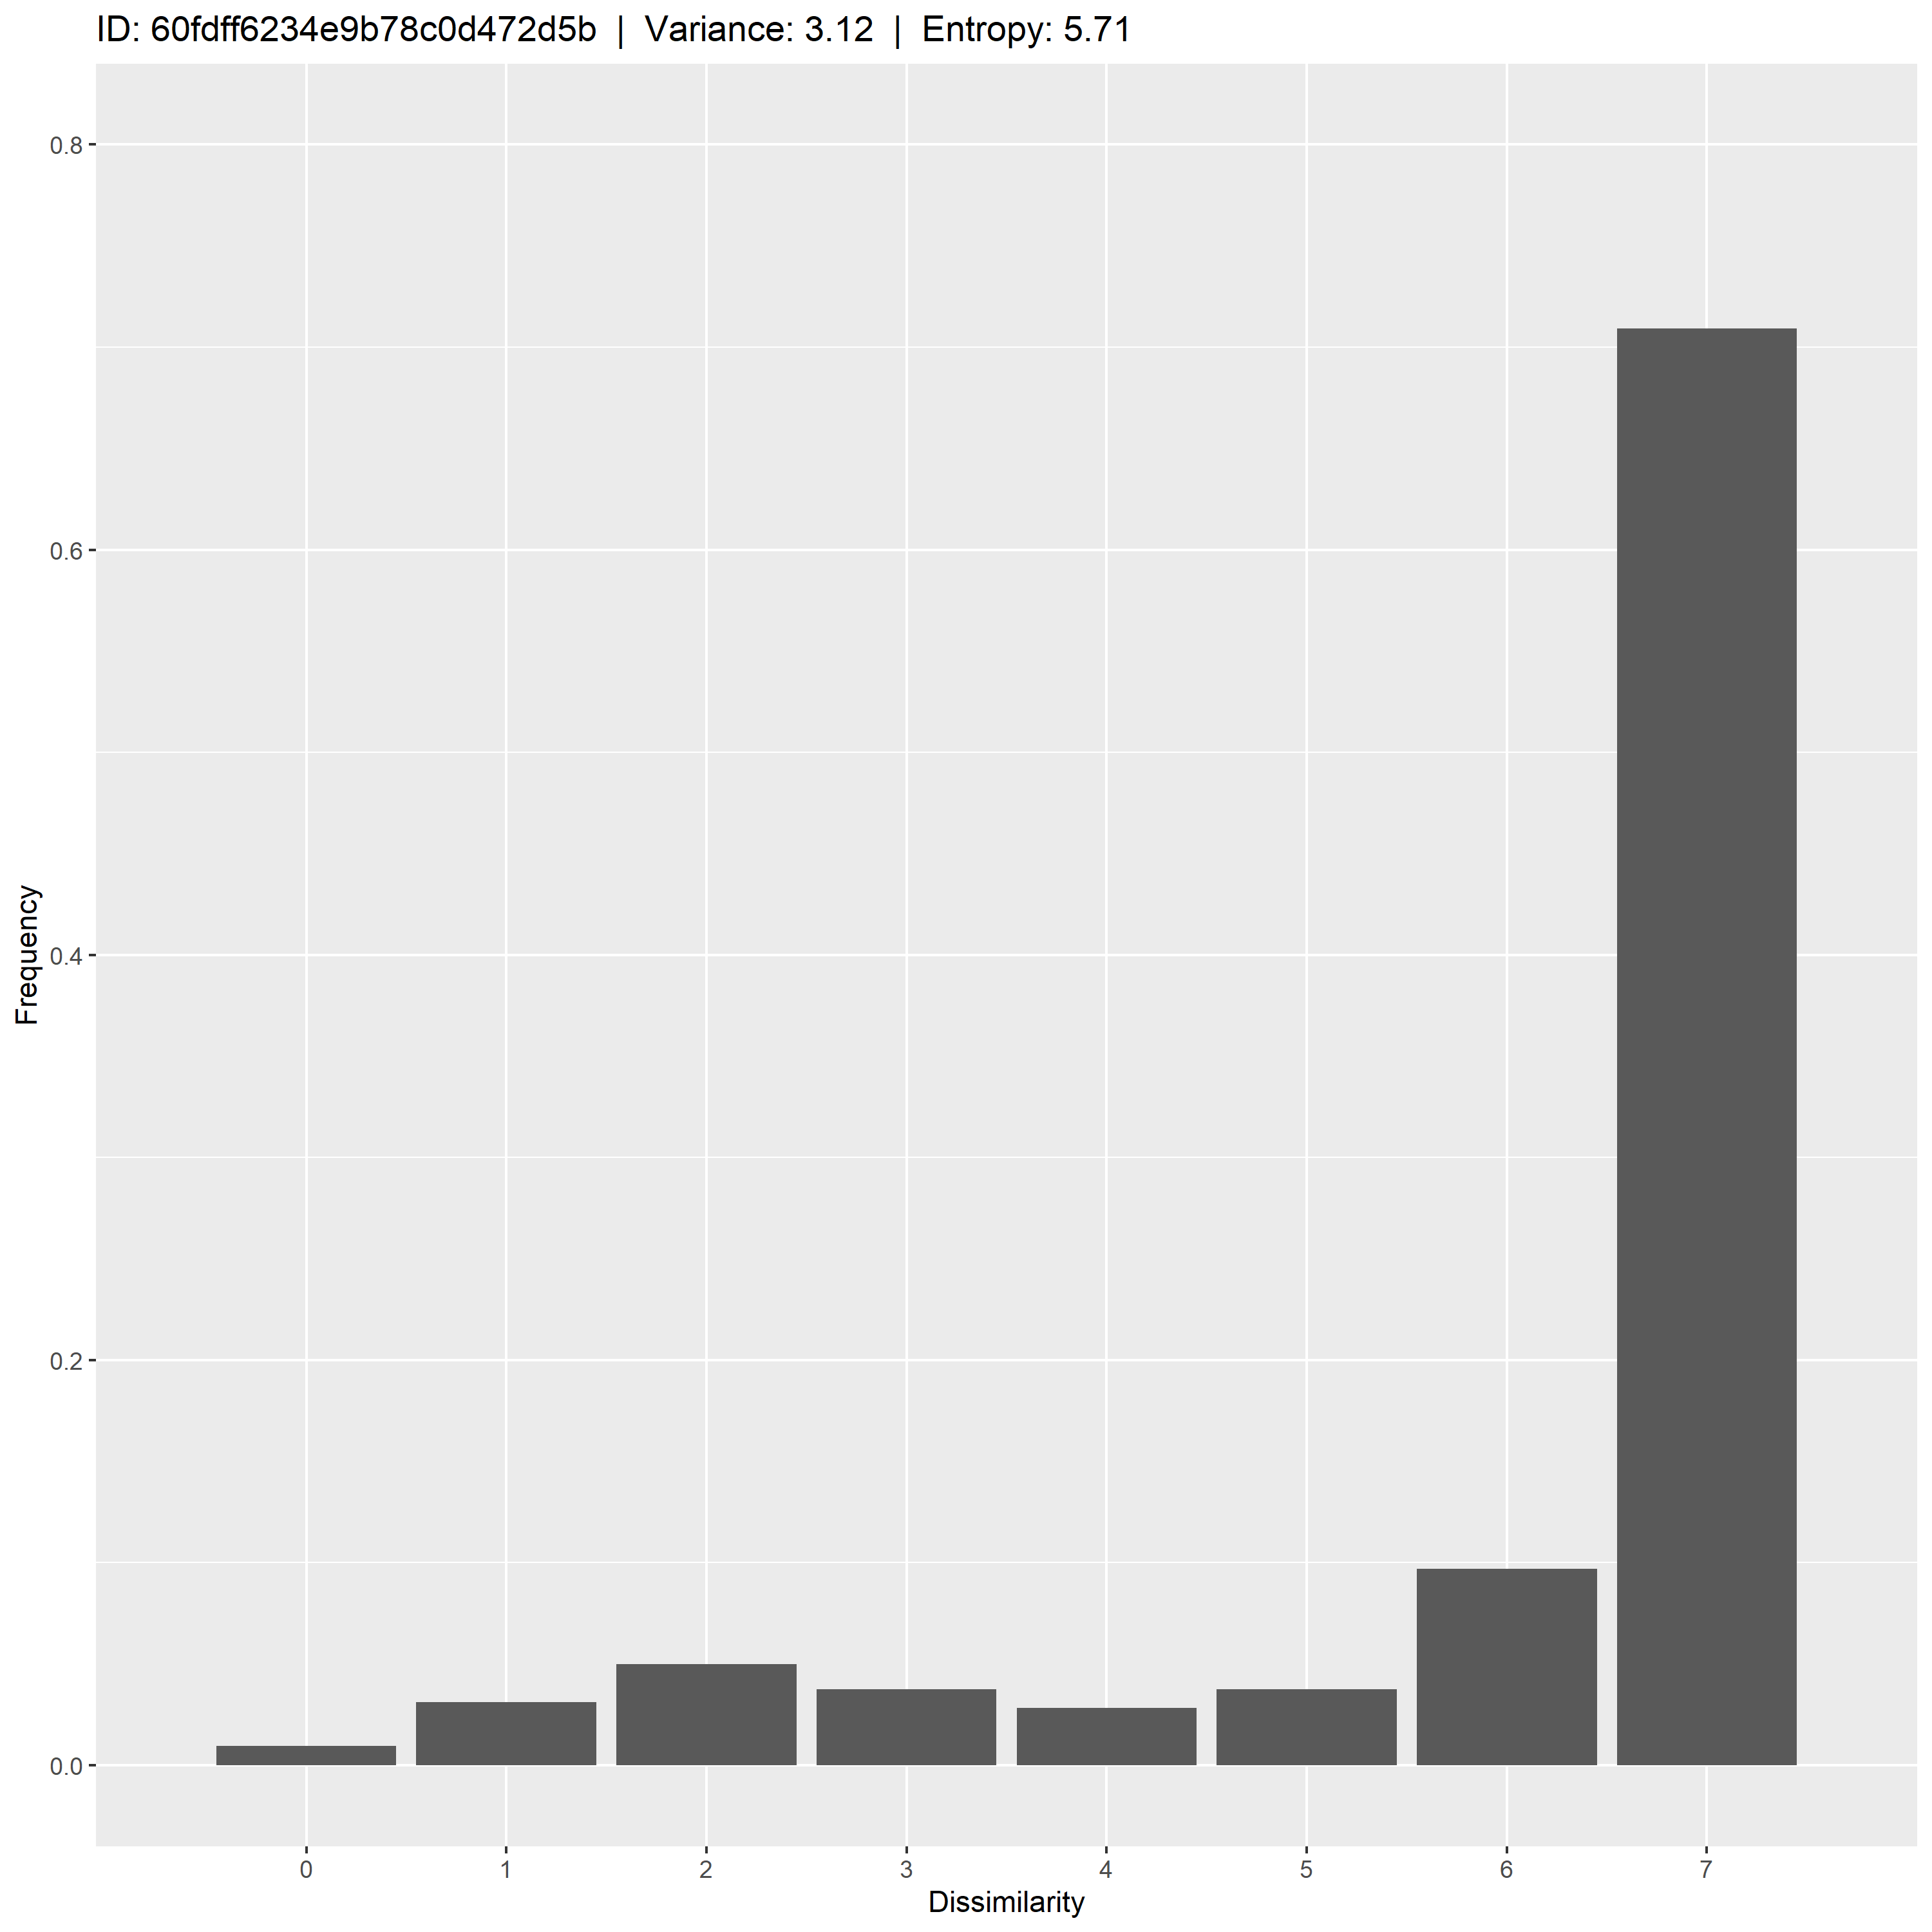 ID: 60fdff6234e9b78c0d472d5b | Variance: 3.12 | Entropy: 5.71
0.8
0.6
0.4
0.2
0.0
Frequency
0 1 2 3 4 5 6 7
Dissimilarity